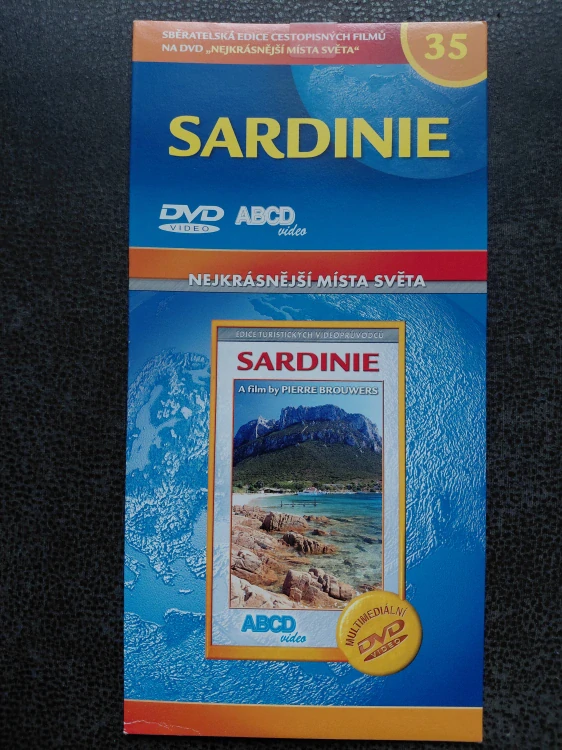 SBĚRATELSKÁ EDICE CESTOPISNÝCH FILMŮ
NA DVD „NEJKRÁSNĚJŠÍ MÍSTA SVĚTA“
35
SARDINIE
DVD
VIDEO
ABCD
video
NEJKRÁSNĚJŠÍ MÍSTA SVĚTA
EDICE TURISTICKÝCH VIDEOPRŮVODCŮ
SARDINIE
A film by PIERRE BROUWERS
ABCD
video
MULTIMEDIÁLNÍ
DVD
VIDEO